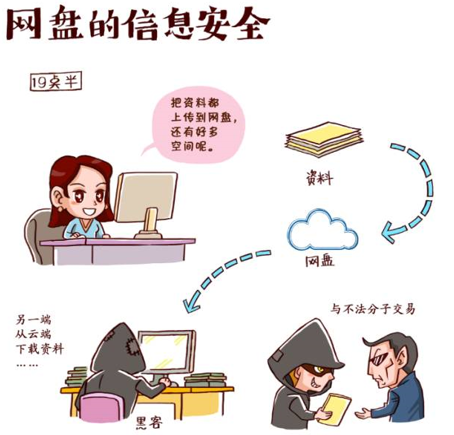 网盘的信息安全
19点半
把资料都
上传到网盘,
还有好多
空间呢。
资料
网盘
另一端
从云端
下载资料
……
黑客
与不法分子交易